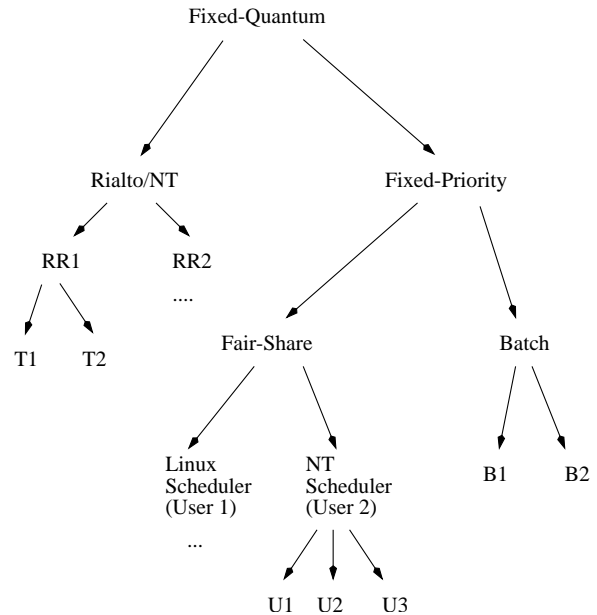 Fixed-Quantum
Rialto/NT
Fixed-Priority
RR1
RR2
....
T1
T2
Fair-Share
Batch
Linux
Scheduler
(User 1)
...
NT
Scheduler
(User 2)
B1
B2
U1
U2
U3